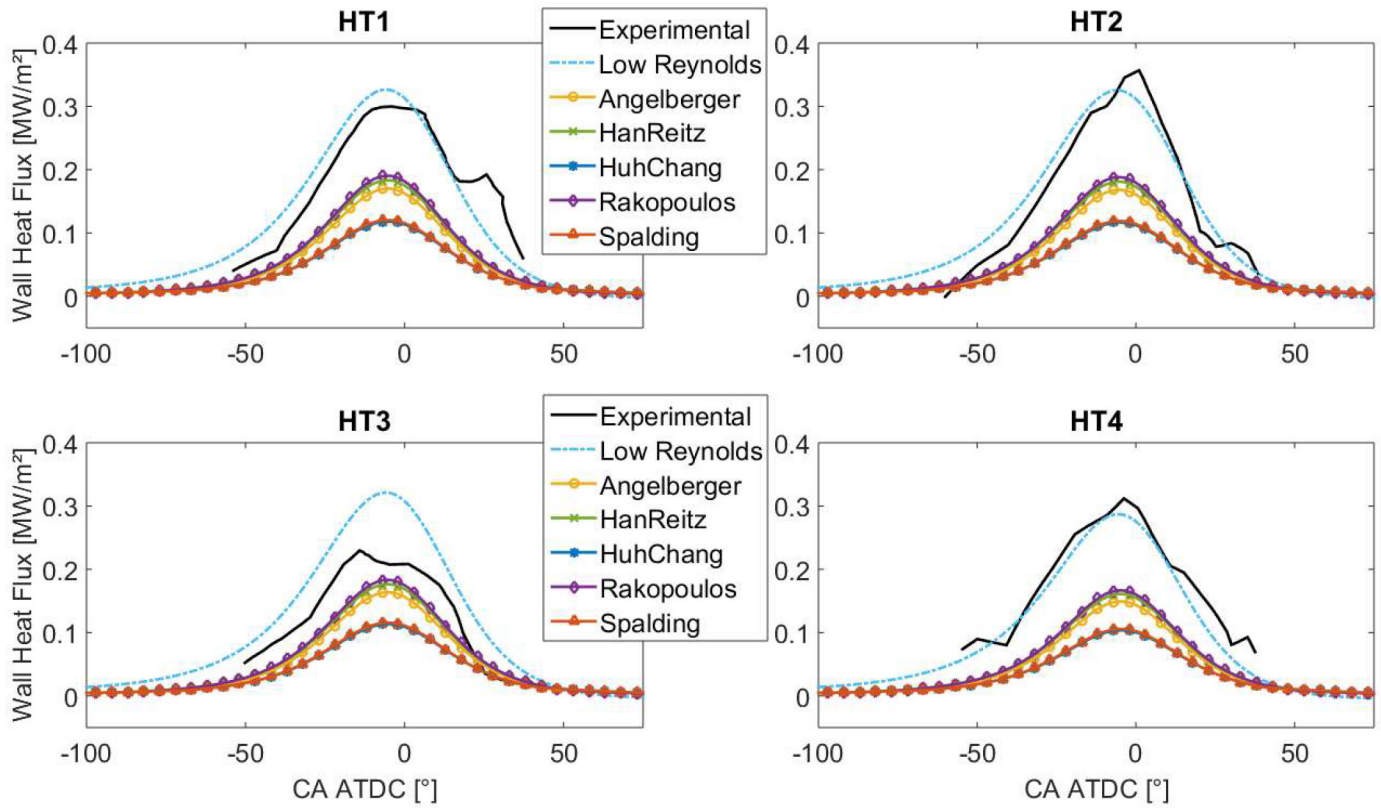 HT1
Wall Heat Flux [MW/m²]
0.4
0.3
0.2
0.1
0
-100
-50
0
50
Experimental
Low Reynolds
Angelberger
HanReitz
HuhChang
Rakopoulos
Spalding
HT2
0.4
0.3
0.2
0.1
0
-100
-50
0
50
HT3
Wall Heat Flux [MW/m²]
0.4
0.3
0.2
0.1
0
-100
-50
0
50
CA ATDC [°]
Experimental
Low Reynolds
Angelberger
HanReitz
HuhChang
Rakopoulos
Spalding
HT4
0.4
0.3
0.2
0.1
0
-100
-50
0
50
CA ATDC [°]